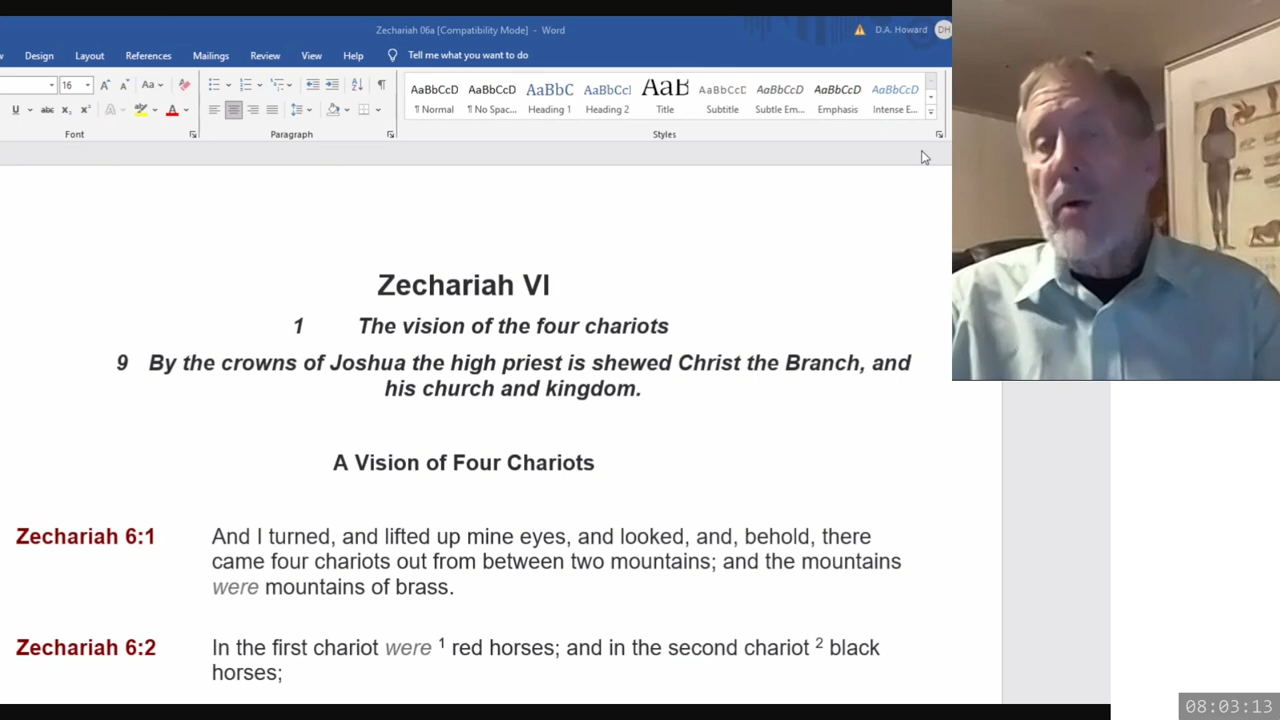 Zechariah 06a [Compatibility Mode] - Word
D.A. Howard
DH
Design Layout References Mailings Review View Help Tell me what you want to do
16 Aa
AaBbCcD AaBbCcD AaBbC AaBbCcl AaB AaBbCcD AaBbCcD AaBbCcD AaBbCcD
¶ Normal ¶ No Spac... Heading 1 Heading 2 Title Subtitle Subtle Em... Emphasis Intense E...
Font Paragraph Styles
Zechariah VI
1 The vision of the four chariots
9 By the crowns of Joshua the high priest is shewed Christ the Branch, and
his church and kingdom.
A Vision of Four Chariots
Zechariah 6:1 And I turned, and lifted up mine eyes, and looked, and, behold, there
came four chariots out from between two mountains; and the mountains
were mountains of brass.
Zechariah 6:2 In the first chariot were 1 red horses; and in the second chariot 2 black
horses;
08:03:13